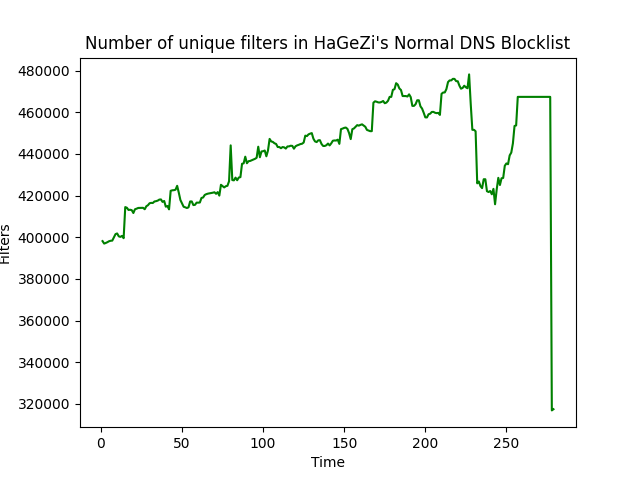 Number of unique filters in HaGeZi's Normal DNS Blocklist
480000
460000
440000
420000
400000
380000
360000
340000
320000
Filters
0 50 100 150 200 250
Time